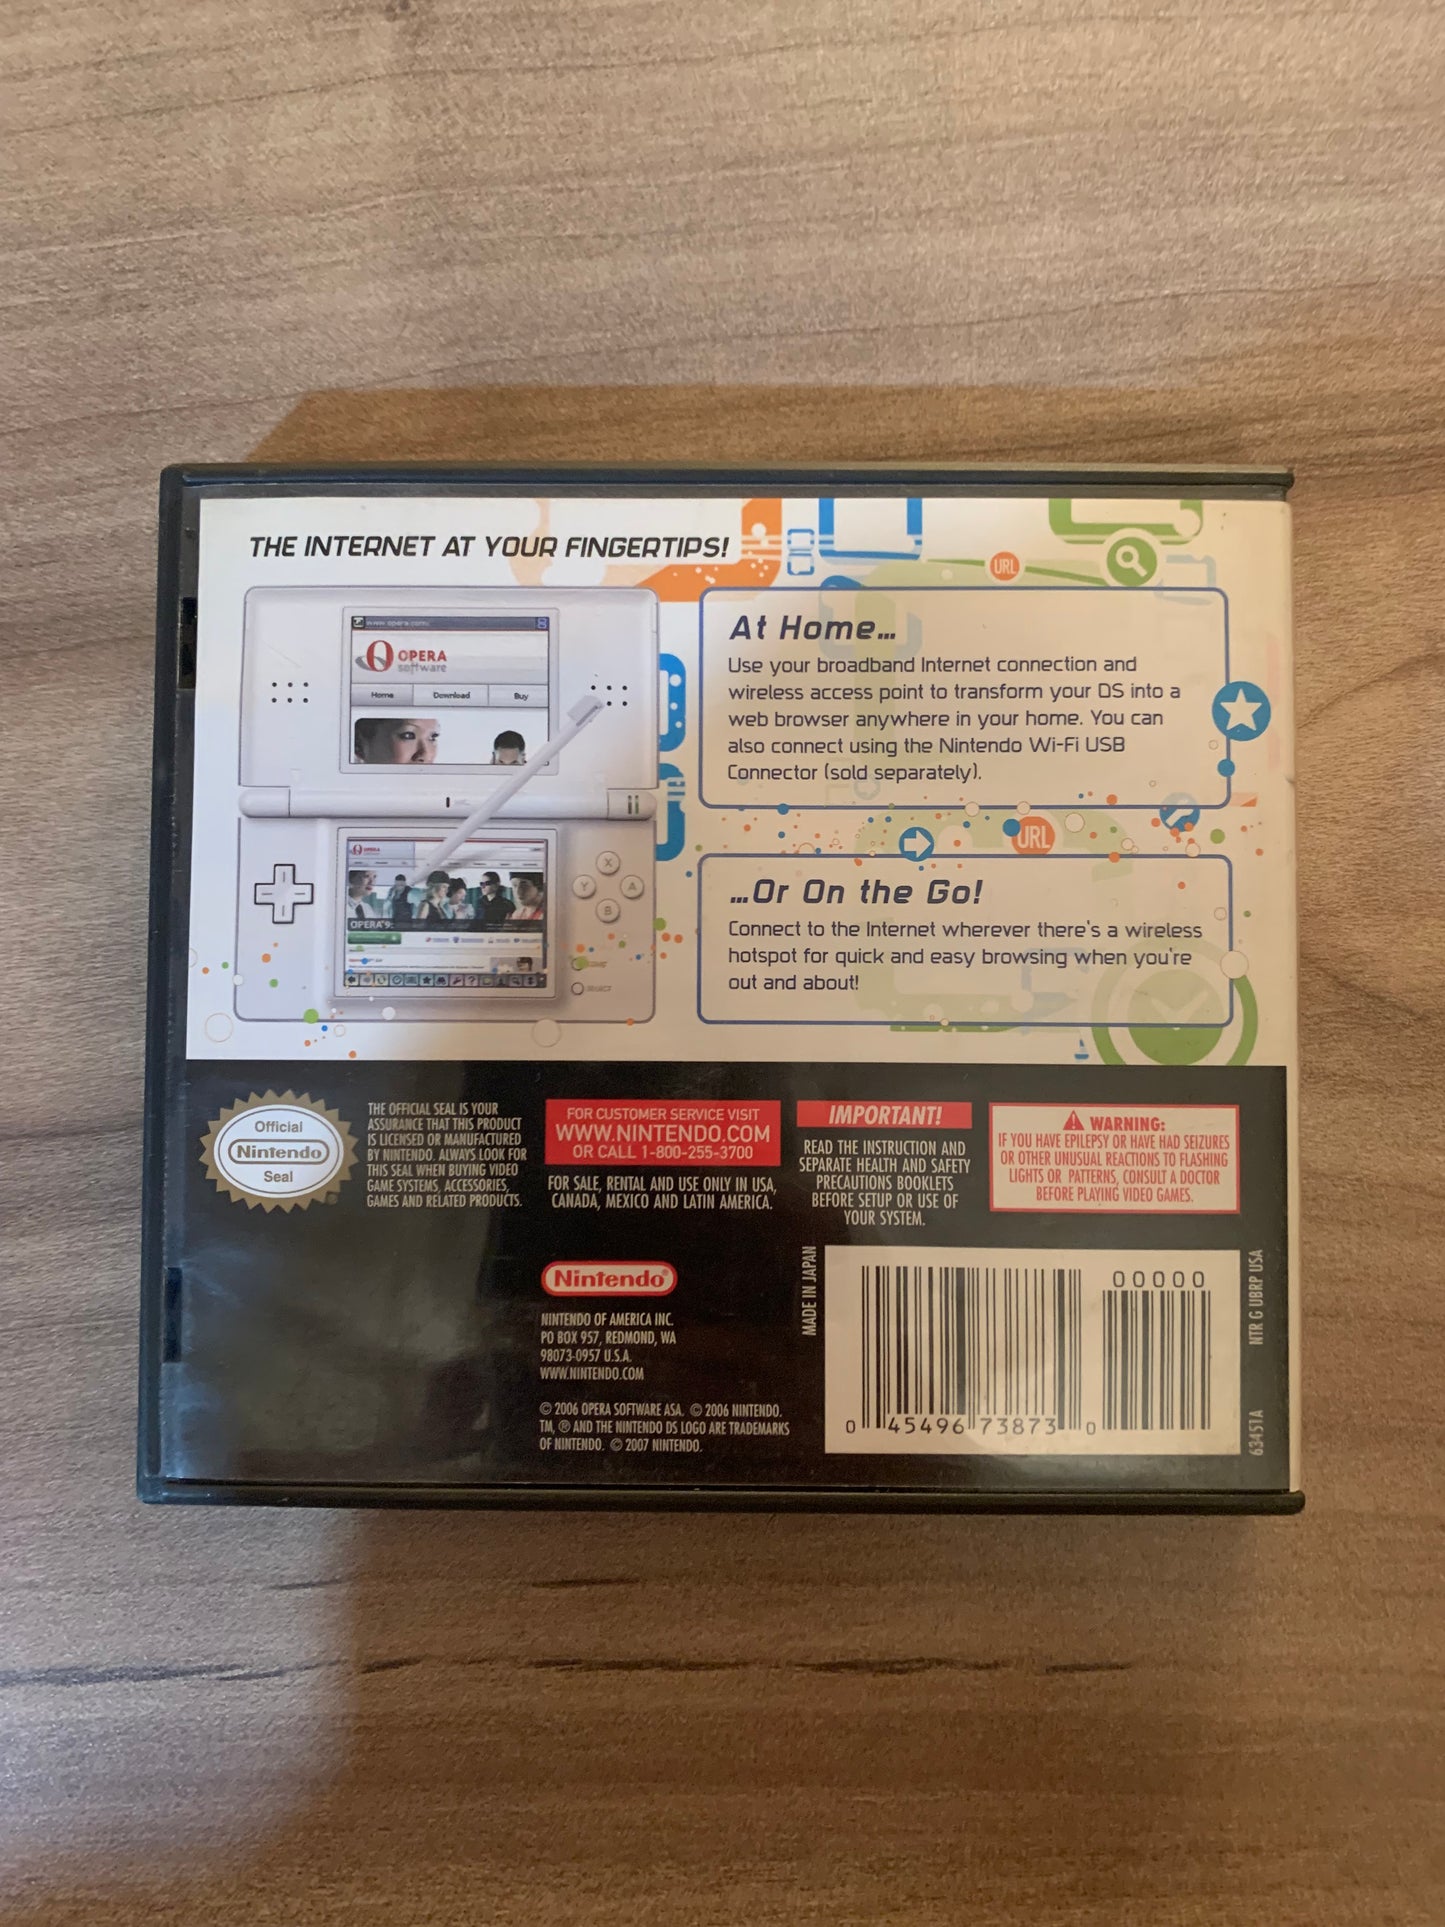 THE INTERNET AT YOUR FINGERTIPS!
www.opera.com
OPERA
software
Home Download Buy
OPERA
OPERA 9:
X
Y A
B
SELECT
URL
At Home...
Use your broadband Internet connection and
wireless access point to transform your DS into a
web browser anywhere in your home. You can
also connect using the Nintendo Wi-Fi USB
Connector (sold separately).
URL
...Or On the Go!
Connect to the Internet wherever there's a wireless
hotspot for quick and easy browsing when you're
out and about!
Official
Nintendo
Seal
THE OFFICIAL SEAL IS YOUR
ASSURANCE THAT THIS PRODUCT
IS LICENSED OR MANUFACTURED
BY NINTENDO. ALWAYS LOOK FOR
THIS SEAL WHEN BUYING VIDEO
GAME SYSTEMS, ACCESSORIES,
GAMES AND RELATED PRODUCTS.
FOR CUSTOMER SERVICE VISIT
WWW.NINTENDO.COM
OR CALL 1-800-255-3700
FOR SALE, RENTAL AND USE ONLY IN USA,
CANADA, MEXICO AND LATIN AMERICA.
IMPORTANT!
READ THE INSTRUCTION AND
SEPARATE HEALTH AND SAFETY
PRECAUTIONS BOOKLETS
BEFORE SETUP OR USE OF
YOUR SYSTEM.
WARNING:
IF YOU HAVE EPILEPSY OR HAVE HAD SEIZURES
OR OTHER UNUSUAL REACTIONS TO FLASHING
LIGHTS OR PATTERNS, CONSULT A DOCTOR
BEFORE PLAYING VIDEO GAMES.
Nintendo®
NINTENDO OF AMERICA INC.
PO BOX 957, REDMOND, WA
98073-0957 U.S.A.
WWW.NINTENDO.COM
© 2006 OPERA SOFTWARE ASA. © 2006 NINTENDO.
TM, ® AND THE NINTENDO DS LOGO ARE TRADEMARKS
OF NINTENDO. © 2007 NINTENDO.
MADE IN JAPAN
00000
0 45496 73873 0
NTR G UBRP USA
63451A